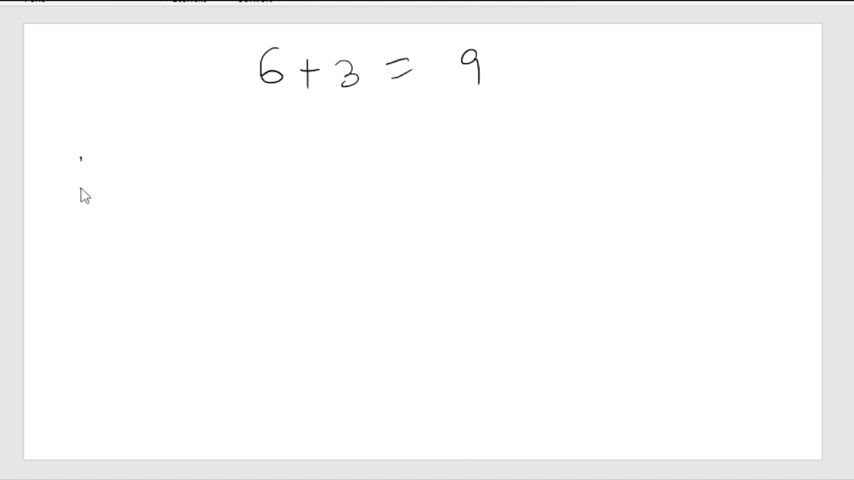 6 + 3 = 9